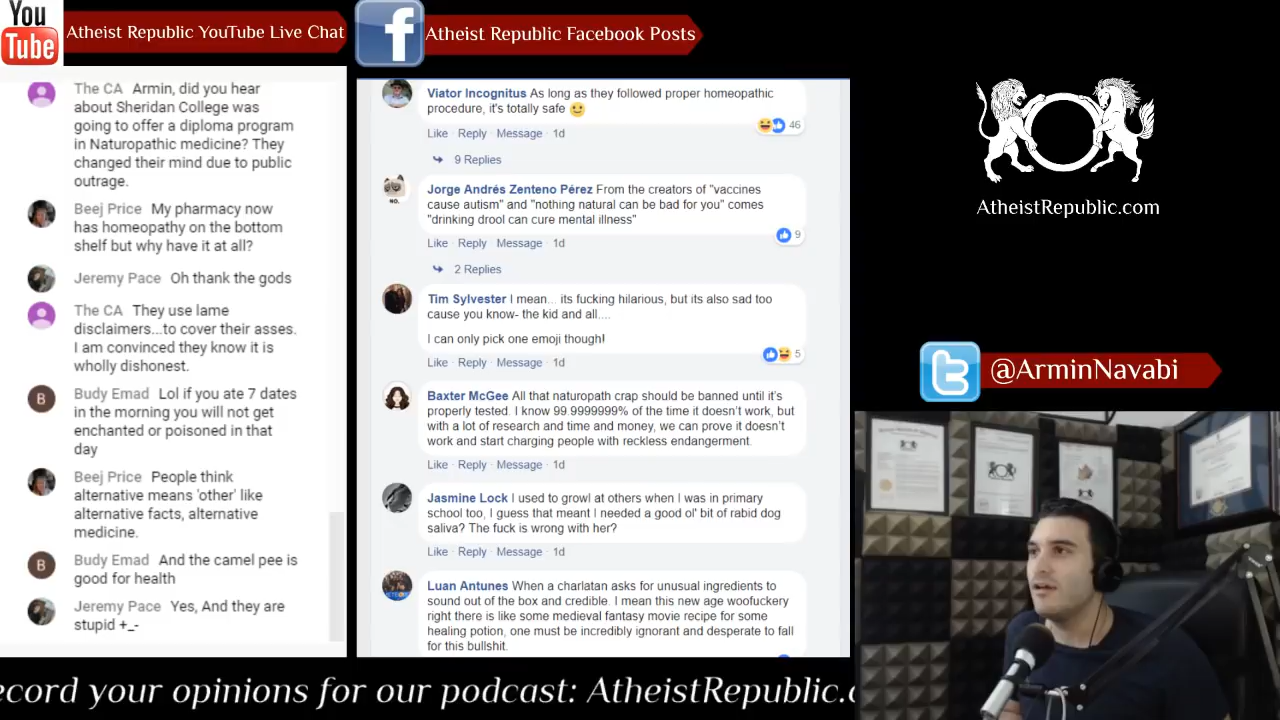 You
Tube
Atheist Republic YouTube Live Chat
The CA Armin, did you hear
about Sheridan College was
going to offer a diploma program
in Naturopathic medicine? They
changed their mind due to public
outrage.
Beej Price My pharmacy now
has homeopathy on the bottom
shelf but why have it at all?
Jeremy Pace Oh thank the gods
The CA They use lame
disclaimers...to cover their asses.
I am convinced they know it is
wholly dishonest.
B
Budy Emad Lol if you ate 7 dates
in the morning you will not get
enchanted or poisoned in that
day
Beej Price People think
alternative means 'other' like
alternative facts, alternative
medicine.
B
Budy Emad And the camel pee is
good for health
Jeremy Pace Yes, And they are
stupid +_-
f
Atheist Republic Facebook Posts
Viator Incognitus As long as they followed proper homeopathic
procedure, it's totally safe 🙂
46
Like · Reply · Message · 1d
9 Replies
NO.
Jorge Andrés Zenteno Pérez From the creators of "vaccines
cause autism" and "nothing natural can be bad for you" comes
"drinking drool can cure mental illness"
9
Like · Reply Message · 1d
2 Replies
Tim Sylvester I mean... its fucking hilarious, but its also sad too
cause you know- the kid and all....
I can only pick one emoji though!
5
Like · Reply · Message · 1d
Baxter McGee All that naturopath crap should be banned until it's
properly tested. I know 99.9999999% of the time it doesn't work, but
with a lot of research and time and money, we can prove it doesn't
work and start charging people with reckless endangerment.
Like · Reply · Message · 1d
Jasmine Lock I used to growl at others when I was in primary
school too, I guess that meant I needed a good ol' bit of rabid dog
saliva? The fuck is wrong with her?
Like · Reply · Message · 1d
Luan Antunes When a charlatan asks for unusual ingredients to
sound out of the box and credible. I mean this new age woofuckery
right there is like some medieval fantasy movie recipe for some
healing potion, one must be incredibly ignorant and desperate to fall
for this bullshit.
AtheistRepublic.com
@ArminNavabi
ecord your opinions for our podcast: AtheistRepublic.c